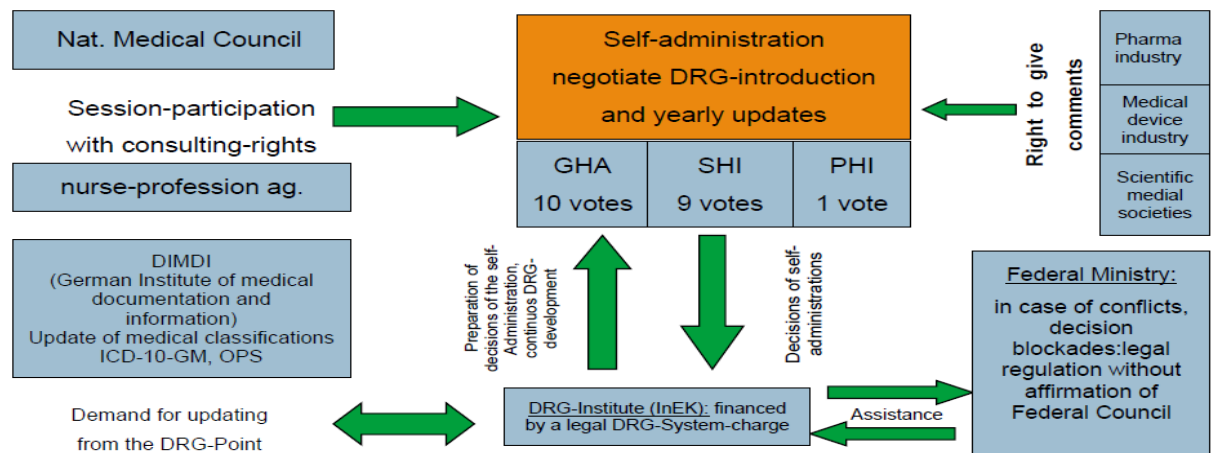 Nat. Medical Council
Session-participation
with consulting-rights
nurse-profession ag.
Self-administration
negotiate DRG-introduction
and yearly updates
GHA
10 votes
SHI
9 votes
PHI
1 vote
Right to give
comments
Pharma
industry
Medical
device
industry
Scientific
medial
societies
DIMDI
(German Institute of medical
documentation and
information)
Update of medical classifications
ICD-10-GM, OPS
Preparation of
decisions of the self-
Administration,
continuos DRG-
development
Decisions of self-
administrations
Federal Ministry:
in case of conflicts,
decision
blockades:legal
regulation without
affirmation of
Federal Council
Demand for updating
from the DRG-Point
DRG-Institute (InEK): financed
by a legal DRG-System-charge
Assistance